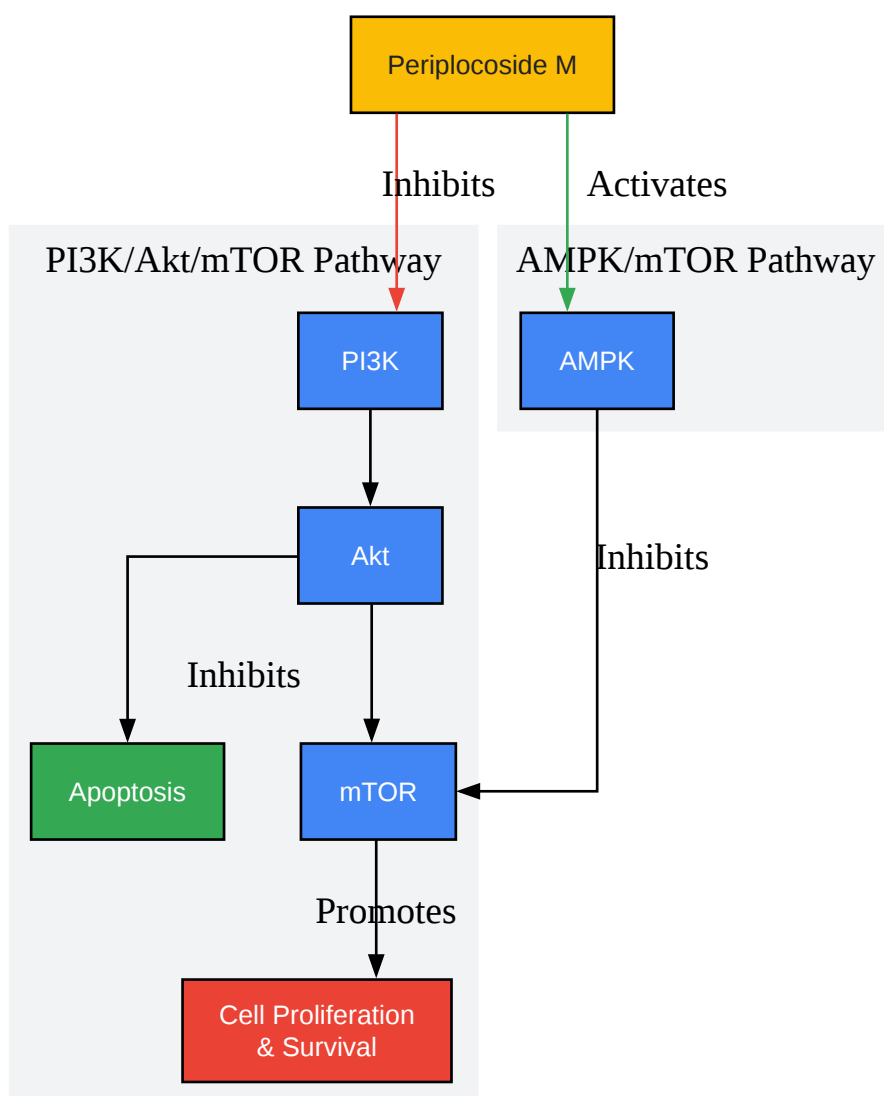 Periplocoside M
Inhibits
Activates
PI3K/Akt/mTOR Pathway
AMPK/mTOR Pathway
PI3K
AMPK
Akt
Inhibits
Inhibits
Apoptosis
mTOR
Promotes
Cell Proliferation
& Survival